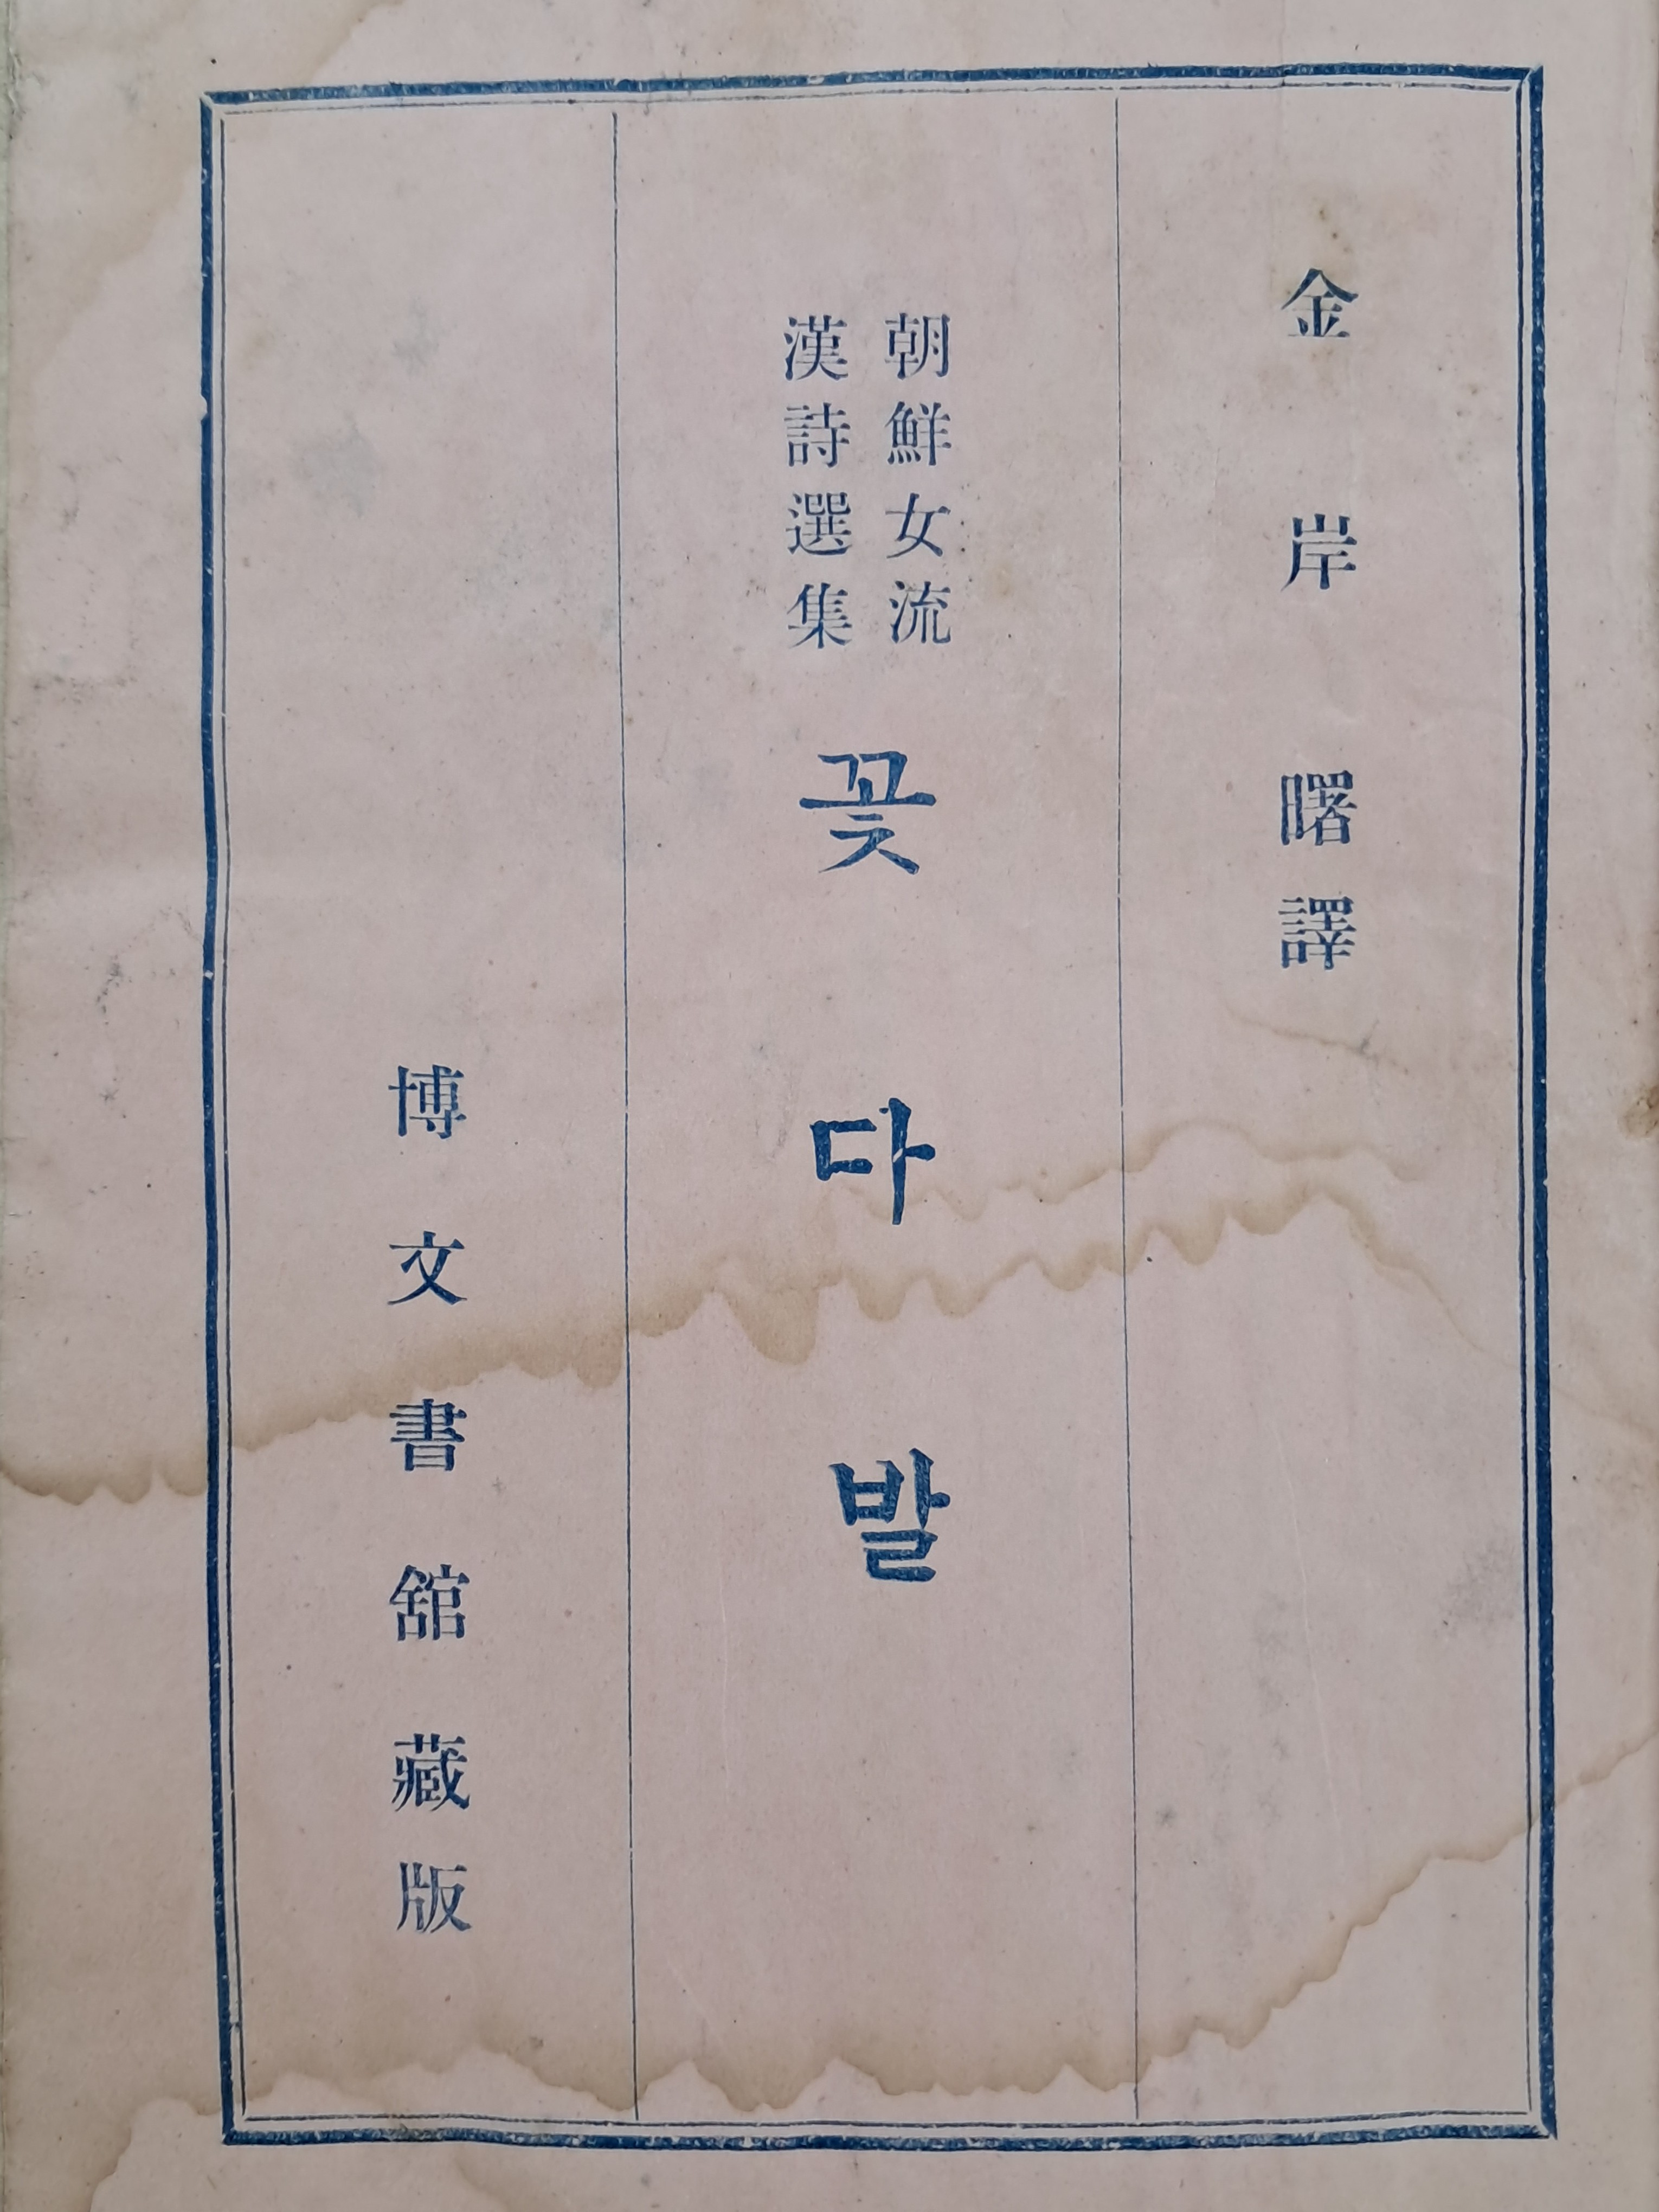 金岸曙譯
朝鮮女流
漢詩選集
꽃다발
博文書舘藏版